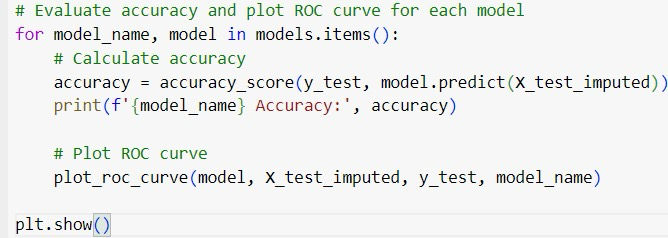 # Evaluate accuracy and plot ROC curve for each model
for model_name, model in models.items():
    # Calculate accuracy
    accuracy = accuracy_score(y_test, model.predict(X_test_imputed))
    print(f'{model_name} Accuracy:', accuracy)

    # Plot ROC curve
    plot_roc_curve(model, X_test_imputed, y_test, model_name)

plt.show()